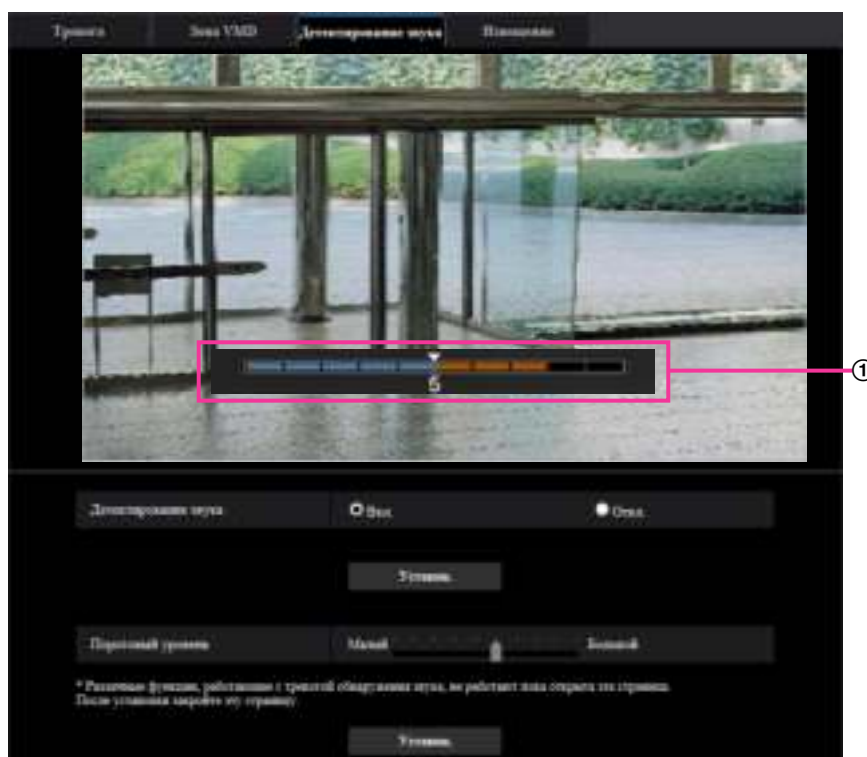 Тревога Зона VMD Детектирование звука Извещение
①
5
Детектирование звука Вкл. Откл.
Установ.
Пороговый уровень Малый Большой
* Различные функции, работающие с тревогой обнаружения звука, не работают пока открыта эта страница.
После установки закройте эту страницу.
Установ.